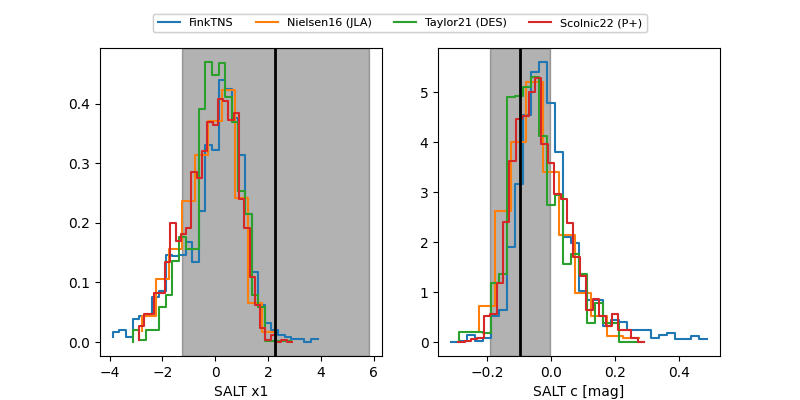 FinkTNS Nielsen16 (JLA) Taylor21 (DES) Scolnic22 (P+)
0.4
0.3
0.2
0.1
0.0
−4 −2 0 2 4 6
SALT x1
5
4
3
2
1
0
−0.2 0.0 0.2 0.4
SALT c [mag]